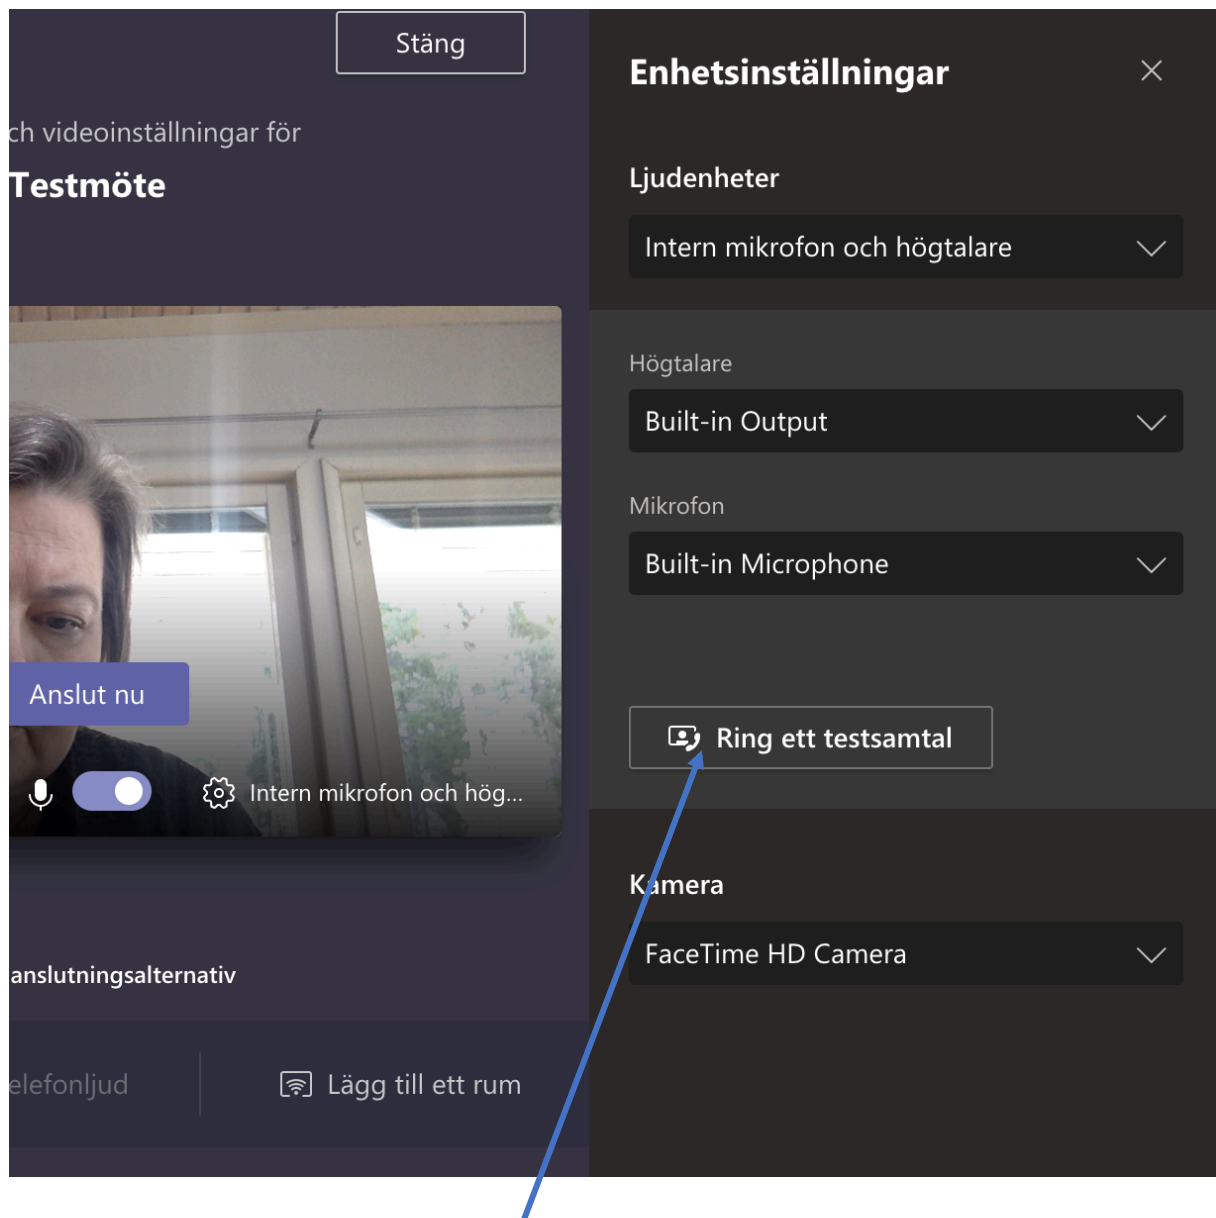 Stäng
ch videoinställningar för
Testmöte
Anslut nu
Intern mikrofon och hög...
anslutningsalternativ
elefonljud
Lägg till ett rum
Enhetsinställningar
Ljudenheter
Intern mikrofon och högtalare
Högtalare
Built-in Output
Mikrofon
Built-in Microphone
Ring ett testsamtal
Kamera
FaceTime HD Camera